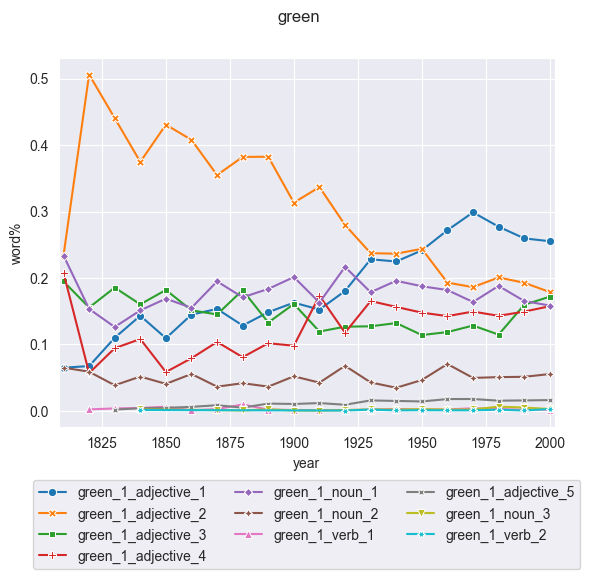 green
0.5
0.4
0.3
0.2
0.1
0.0
word%
1825 1850 1875 1900 1925 1950 1975 2000
year
green_1_adjective_1 green_1_noun_1 green_1_adjective_5
green_1_adjective_2 green_1_noun_2 green_1_noun_3
green_1_adjective_3 green_1_verb_1 green_1_verb_2
green_1_adjective_4